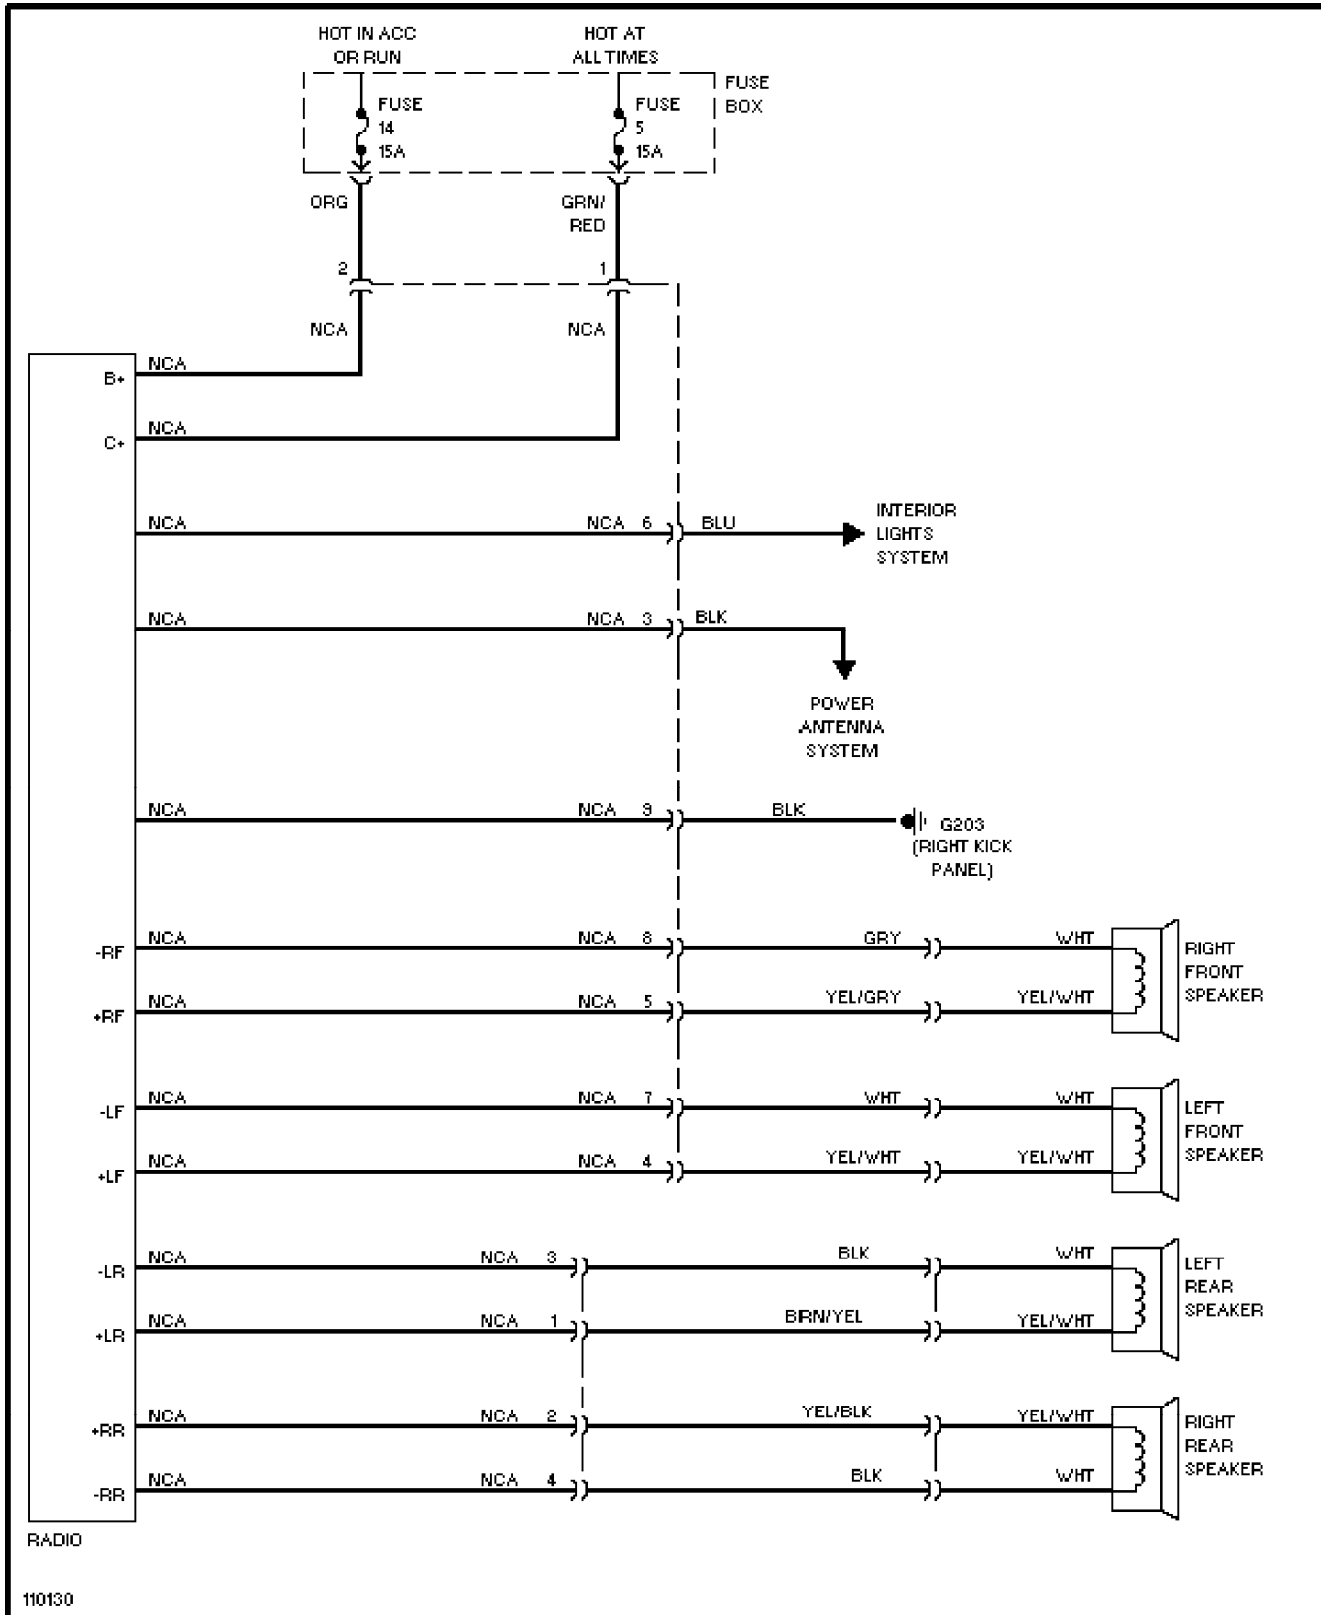 HOT IN ACC
OR RUN
HOT AT
ALL TIMES
FUSE
BOX
FUSE
14
15A
FUSE
5
15A
ORG
GRN/
RED
2
1
NCA
NCA
B+ NCA
C+ NCA
NCA NCA 6 BLU
INTERIOR
LIGHTS
SYSTEM
NCA NCA 3 BLK
POWER
ANTENNA
SYSTEM
NCA NCA 9 BLK
G203
(RIGHT KICK
PANEL)
-RF NCA NCA 8 GRY WHT
+RF NCA NCA 5 YEL/GRY YEL/WHT
RIGHT
FRONT
SPEAKER
-LF NCA NCA 7 WHT WHT
+LF NCA NCA 4 YEL/WHT YEL/WHT
LEFT
FRONT
SPEAKER
-LR NCA NCA 3 BLK WHT
+LR NCA NCA 1 BRN/YEL YEL/WHT
LEFT
REAR
SPEAKER
+RR NCA NCA 2 YEL/BLK YEL/WHT
-RR NCA NCA 4 BLK WHT
RIGHT
REAR
SPEAKER
RADIO
110130